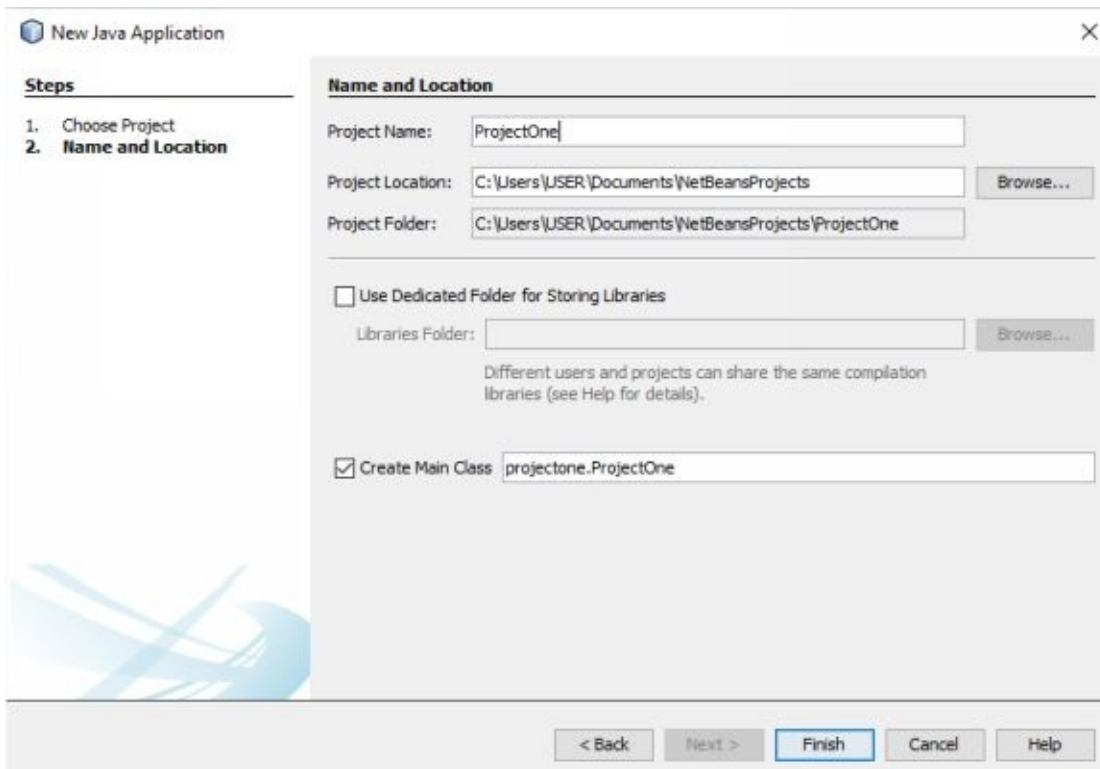 New Java Application
Steps
1. Choose Project
2. Name and Location
Name and Location
Project Name: ProjectOne
Project Location: C:\Users\USER\Documents\NetBeansProjects Browse...
Project Folder: C:\Users\USER\Documents\NetBeansProjects\ProjectOne
Use Dedicated Folder for Storing Libraries
Libraries Folder: Browse...
Different users and projects can share the same compilation
libraries (see Help for details).
Create Main Class projectone.ProjectOne
< Back Next > Finish Cancel Help